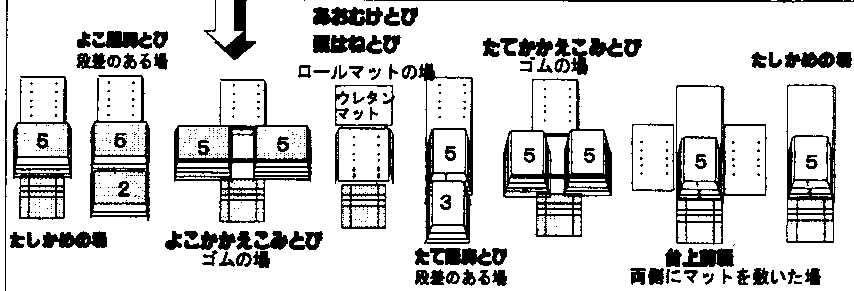 あおむけとび
頭はねとび
ロールマットの場
ウレタン
マット
よこ跳奥とび
段差のある場
たてかかえこみとび
ゴムの場
たしかめの場
5
5
2
5
5
5
3
5
5
5
5
たしかめの場
よこかかえこみとび
ゴムの場
たて
とび
段差のある場
台上前転
両側にマットを敷いた場